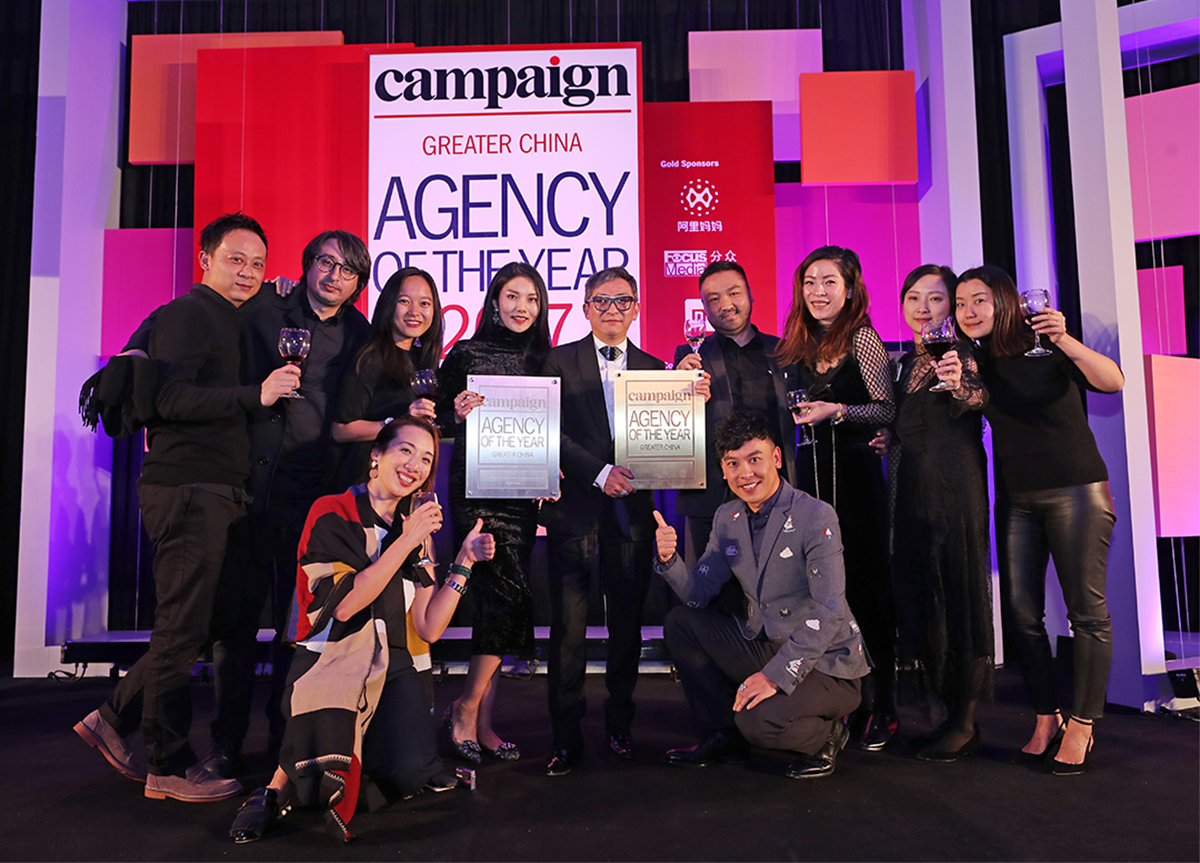 campaign
GREATER CHINA
AGENCY
OF THE YEAR
Gold Sponsors
阿里妈妈
Focus
Media
分众
campaign
AGENCY
OF THE YEAR
GREATER CHINA
campaign
AGENCY
OF THE YEAR
GREATER CHINA